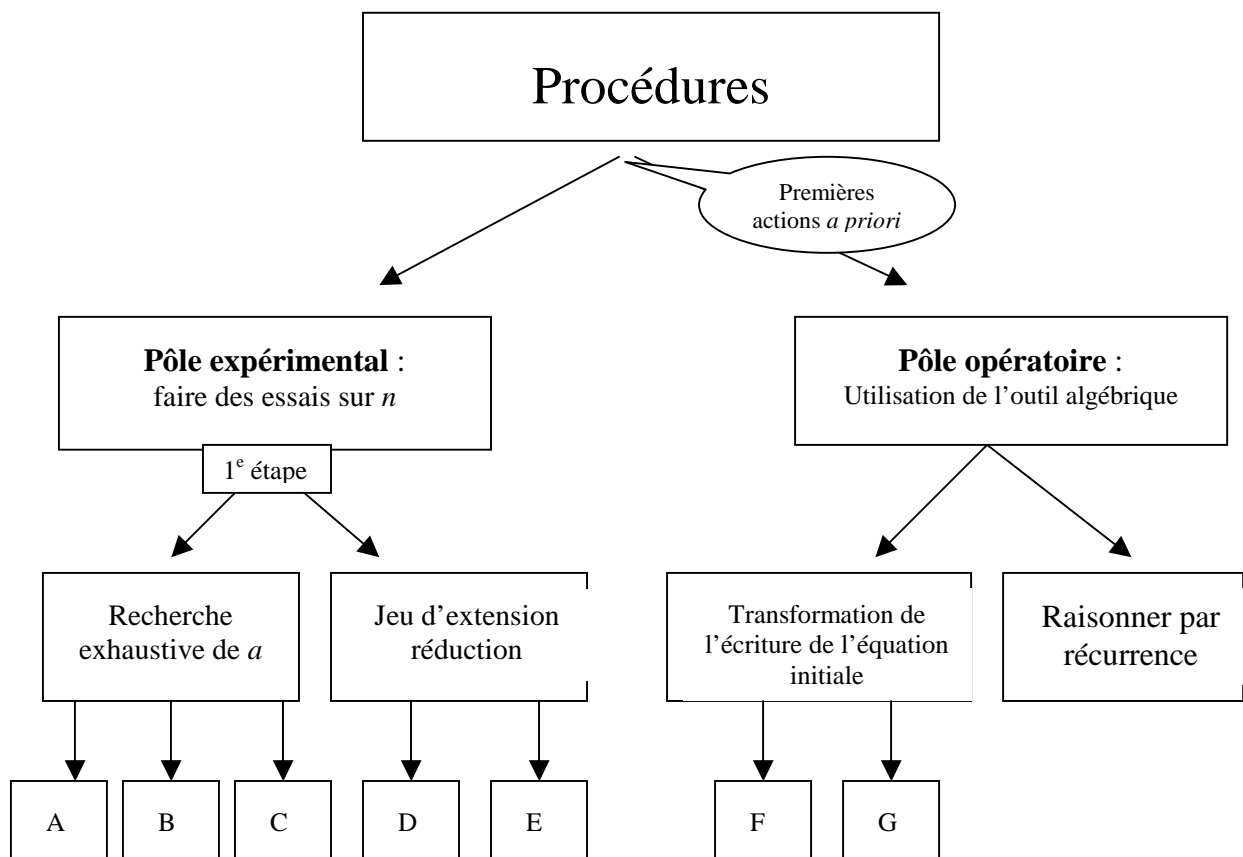 Procédures
Premières
actions a priori
Pôle expérimental :
faire des essais sur n
1e étape
Pôle opératoire :
Utilisation de l’outil algébrique
Recherche
exhaustive de a
Jeu d’extension
réduction
Transformation de
l’écriture de l’équation
initiale
Raisonner par
récurrence
A
B
C
D
E
F
G